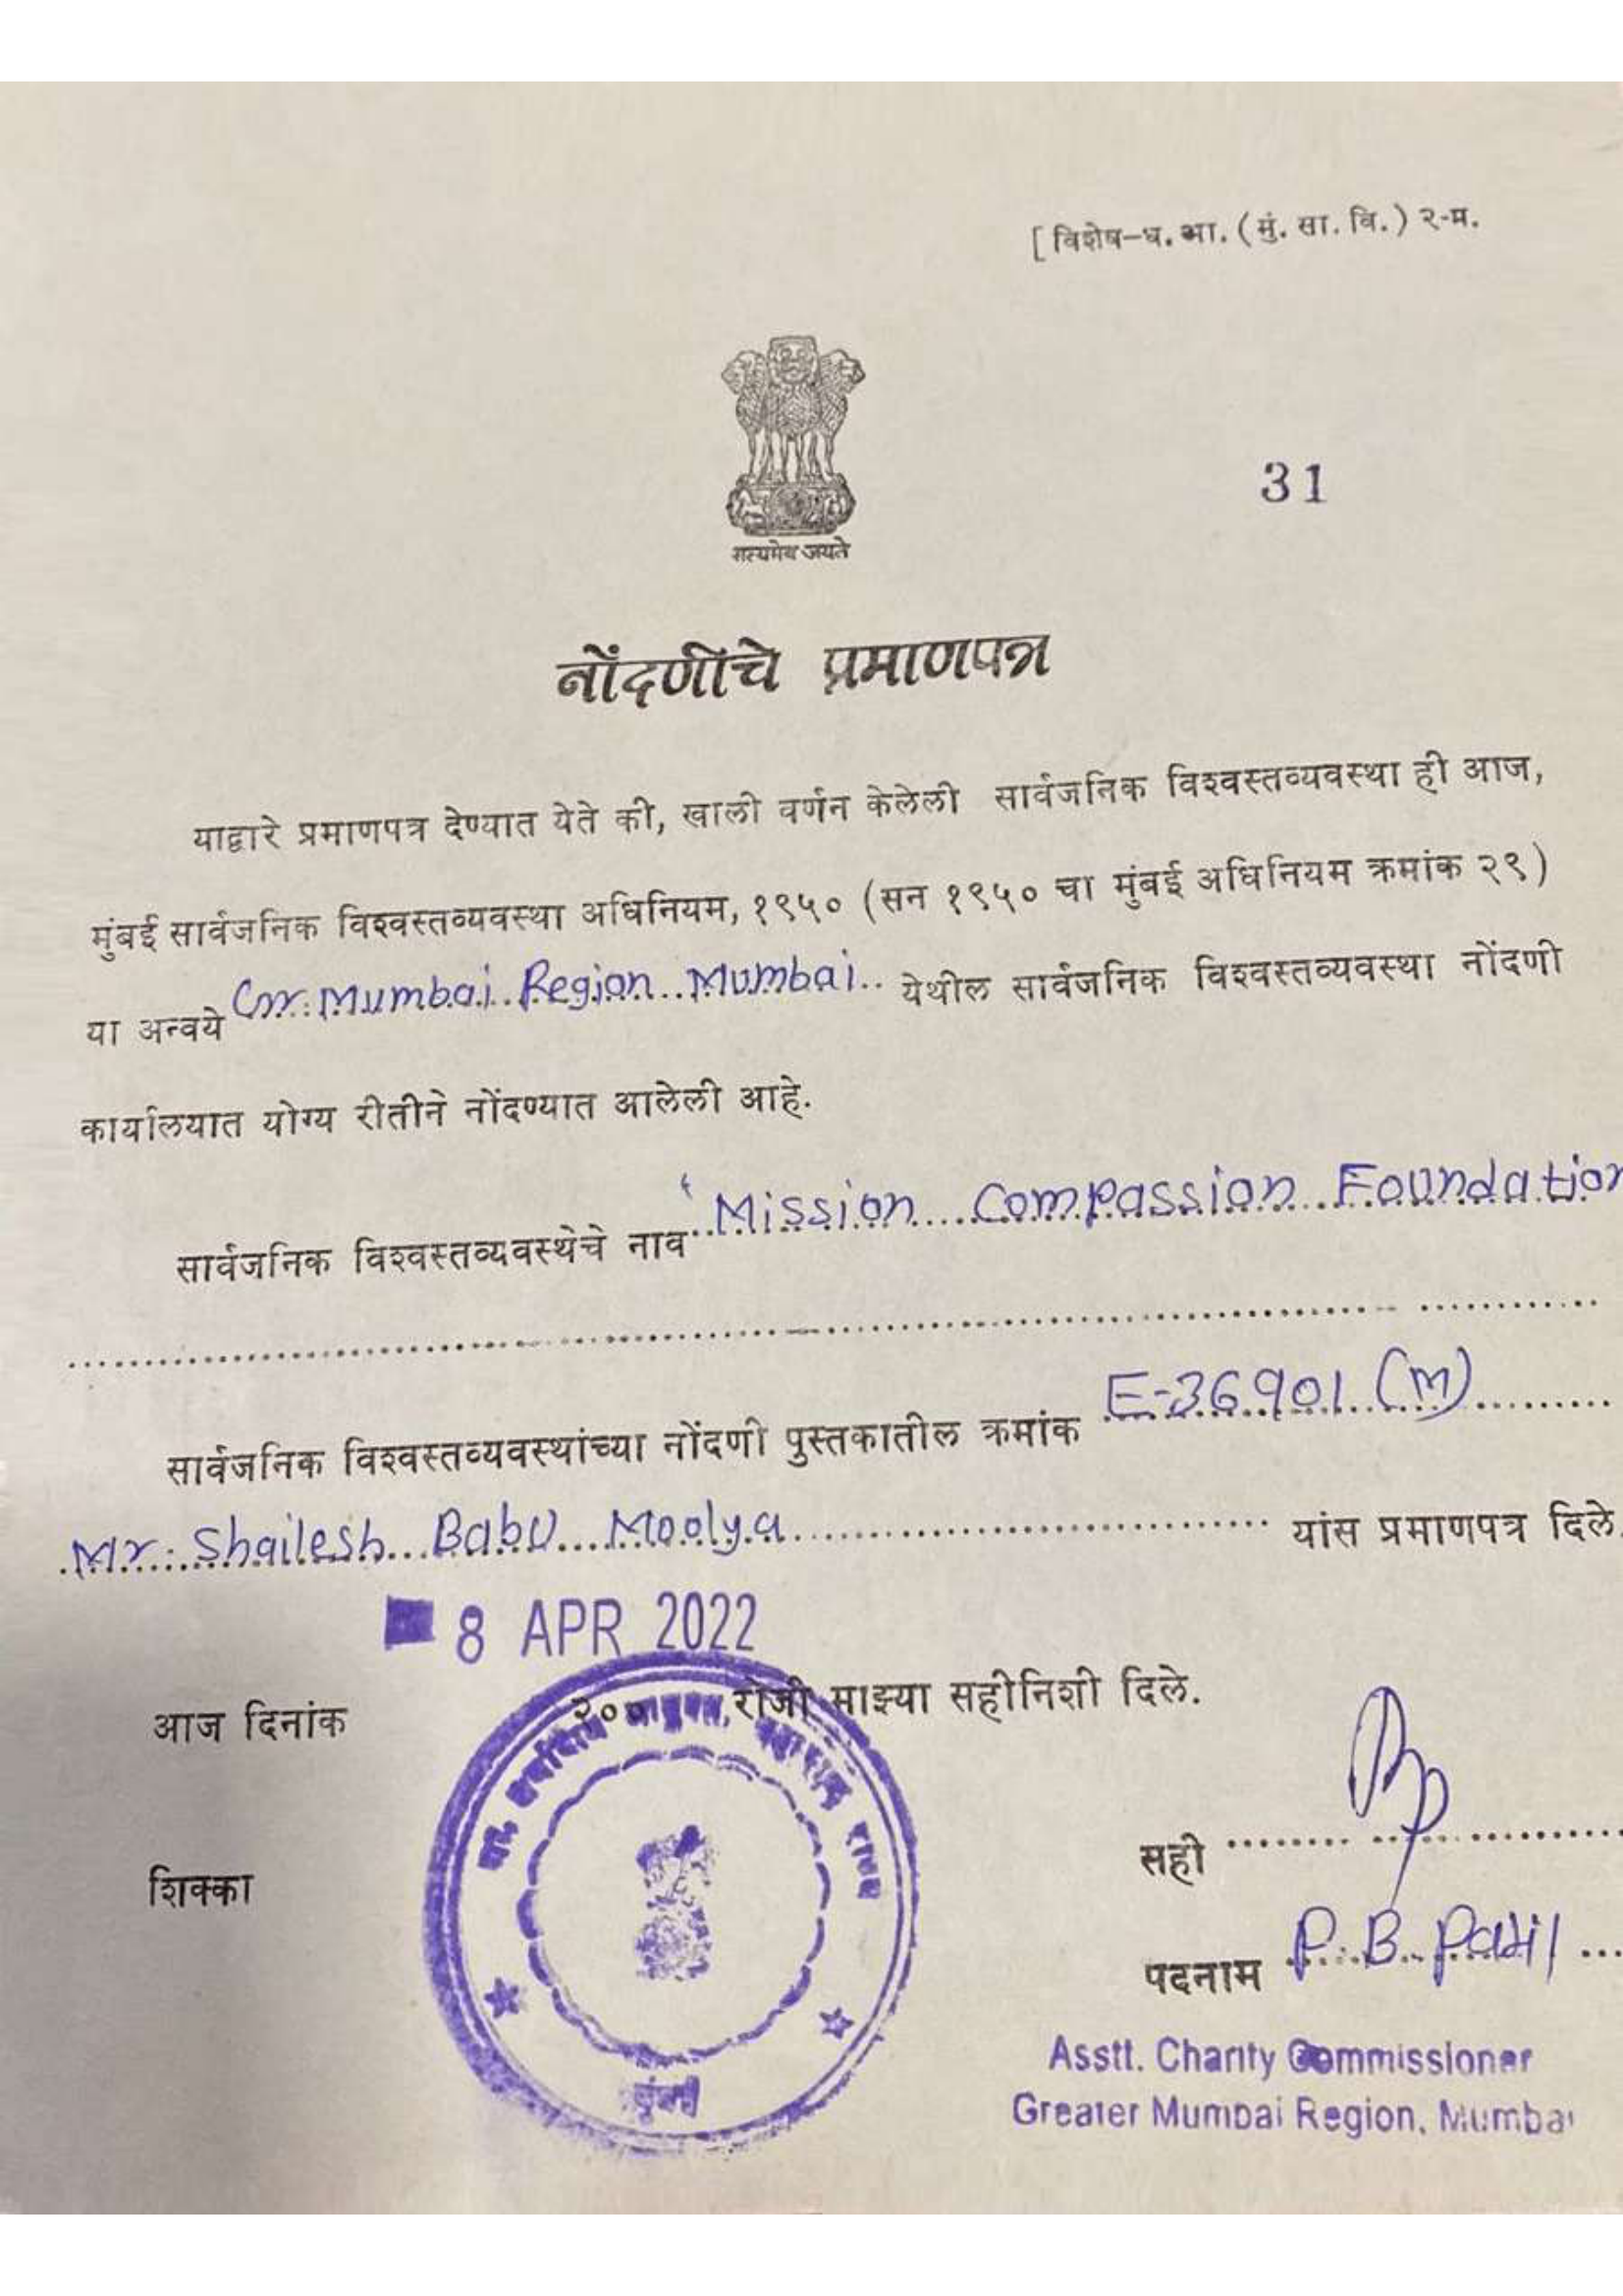 [ विशेष-ध. आ. ( मुं. सा. वि. ) २-म.
सत्यमेव जयते
31
नोंदणीचे प्रमाणपत्र
याद्वारे प्रमाणपत्र देण्यात येते की, खाली वर्णन केलेली सार्वजनिक विश्वस्तव्यवस्था ही आज,
मुंबई सार्वजनिक विश्वस्तव्यवस्था अधिनियम, १९५० (सन १९५० चा मुंबई अधिनियम क्रमांक २९)
या अन्वये Gr. Mumbai Region Mumbai येथील सार्वजनिक विश्वस्तव्यवस्था नोंदणी
कार्यालयात योग्य रीतीने नोंदण्यात आलेली आहे.
सार्वजनिक विश्वस्तव्यवस्थेचे नाव “Mission Compassion Foundation
सार्वजनिक विश्वस्तव्यवस्थांच्या नोंदणी पुस्तकातील क्रमांक E-36901 (M)
Mr. Shailesh Babu Moolya यांस प्रमाणपत्र दिले.
8 APR 2022
आज दिनांक २०० रोजी माझ्या सहीनिशी दिले.
महाराष्ट्र राज्य
मुंबई
शिक्का
सही
पदनाम P. B. Patil
Asstt. Charity Commissioner
Greater Mumbai Region, Mumbai